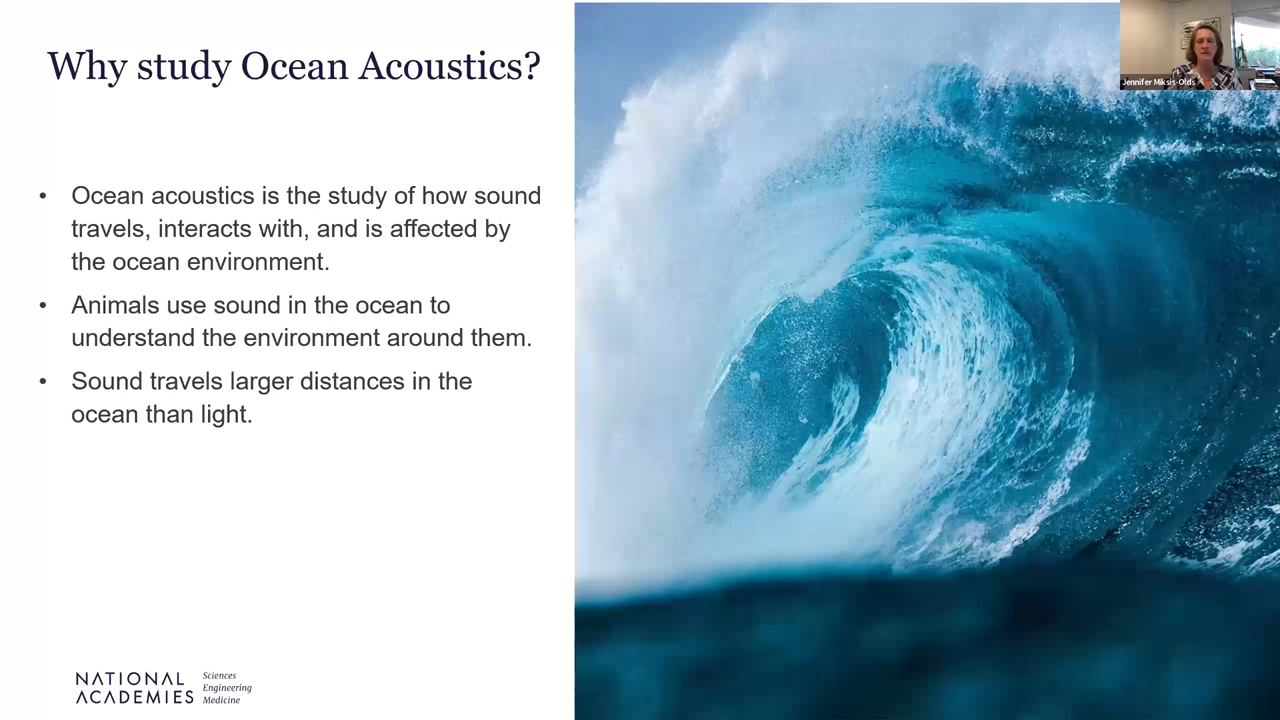 Why study Ocean Acoustics?
• Ocean acoustics is the study of how sound
travels, interacts with, and is affected by
the ocean environment.
• Animals use sound in the ocean to
understand the environment around them.
• Sound travels larger distances in the
ocean than light.
NATIONAL
ACADEMIES
Sciences
Engineering
Medicine
Jennifer Miksis-Olds